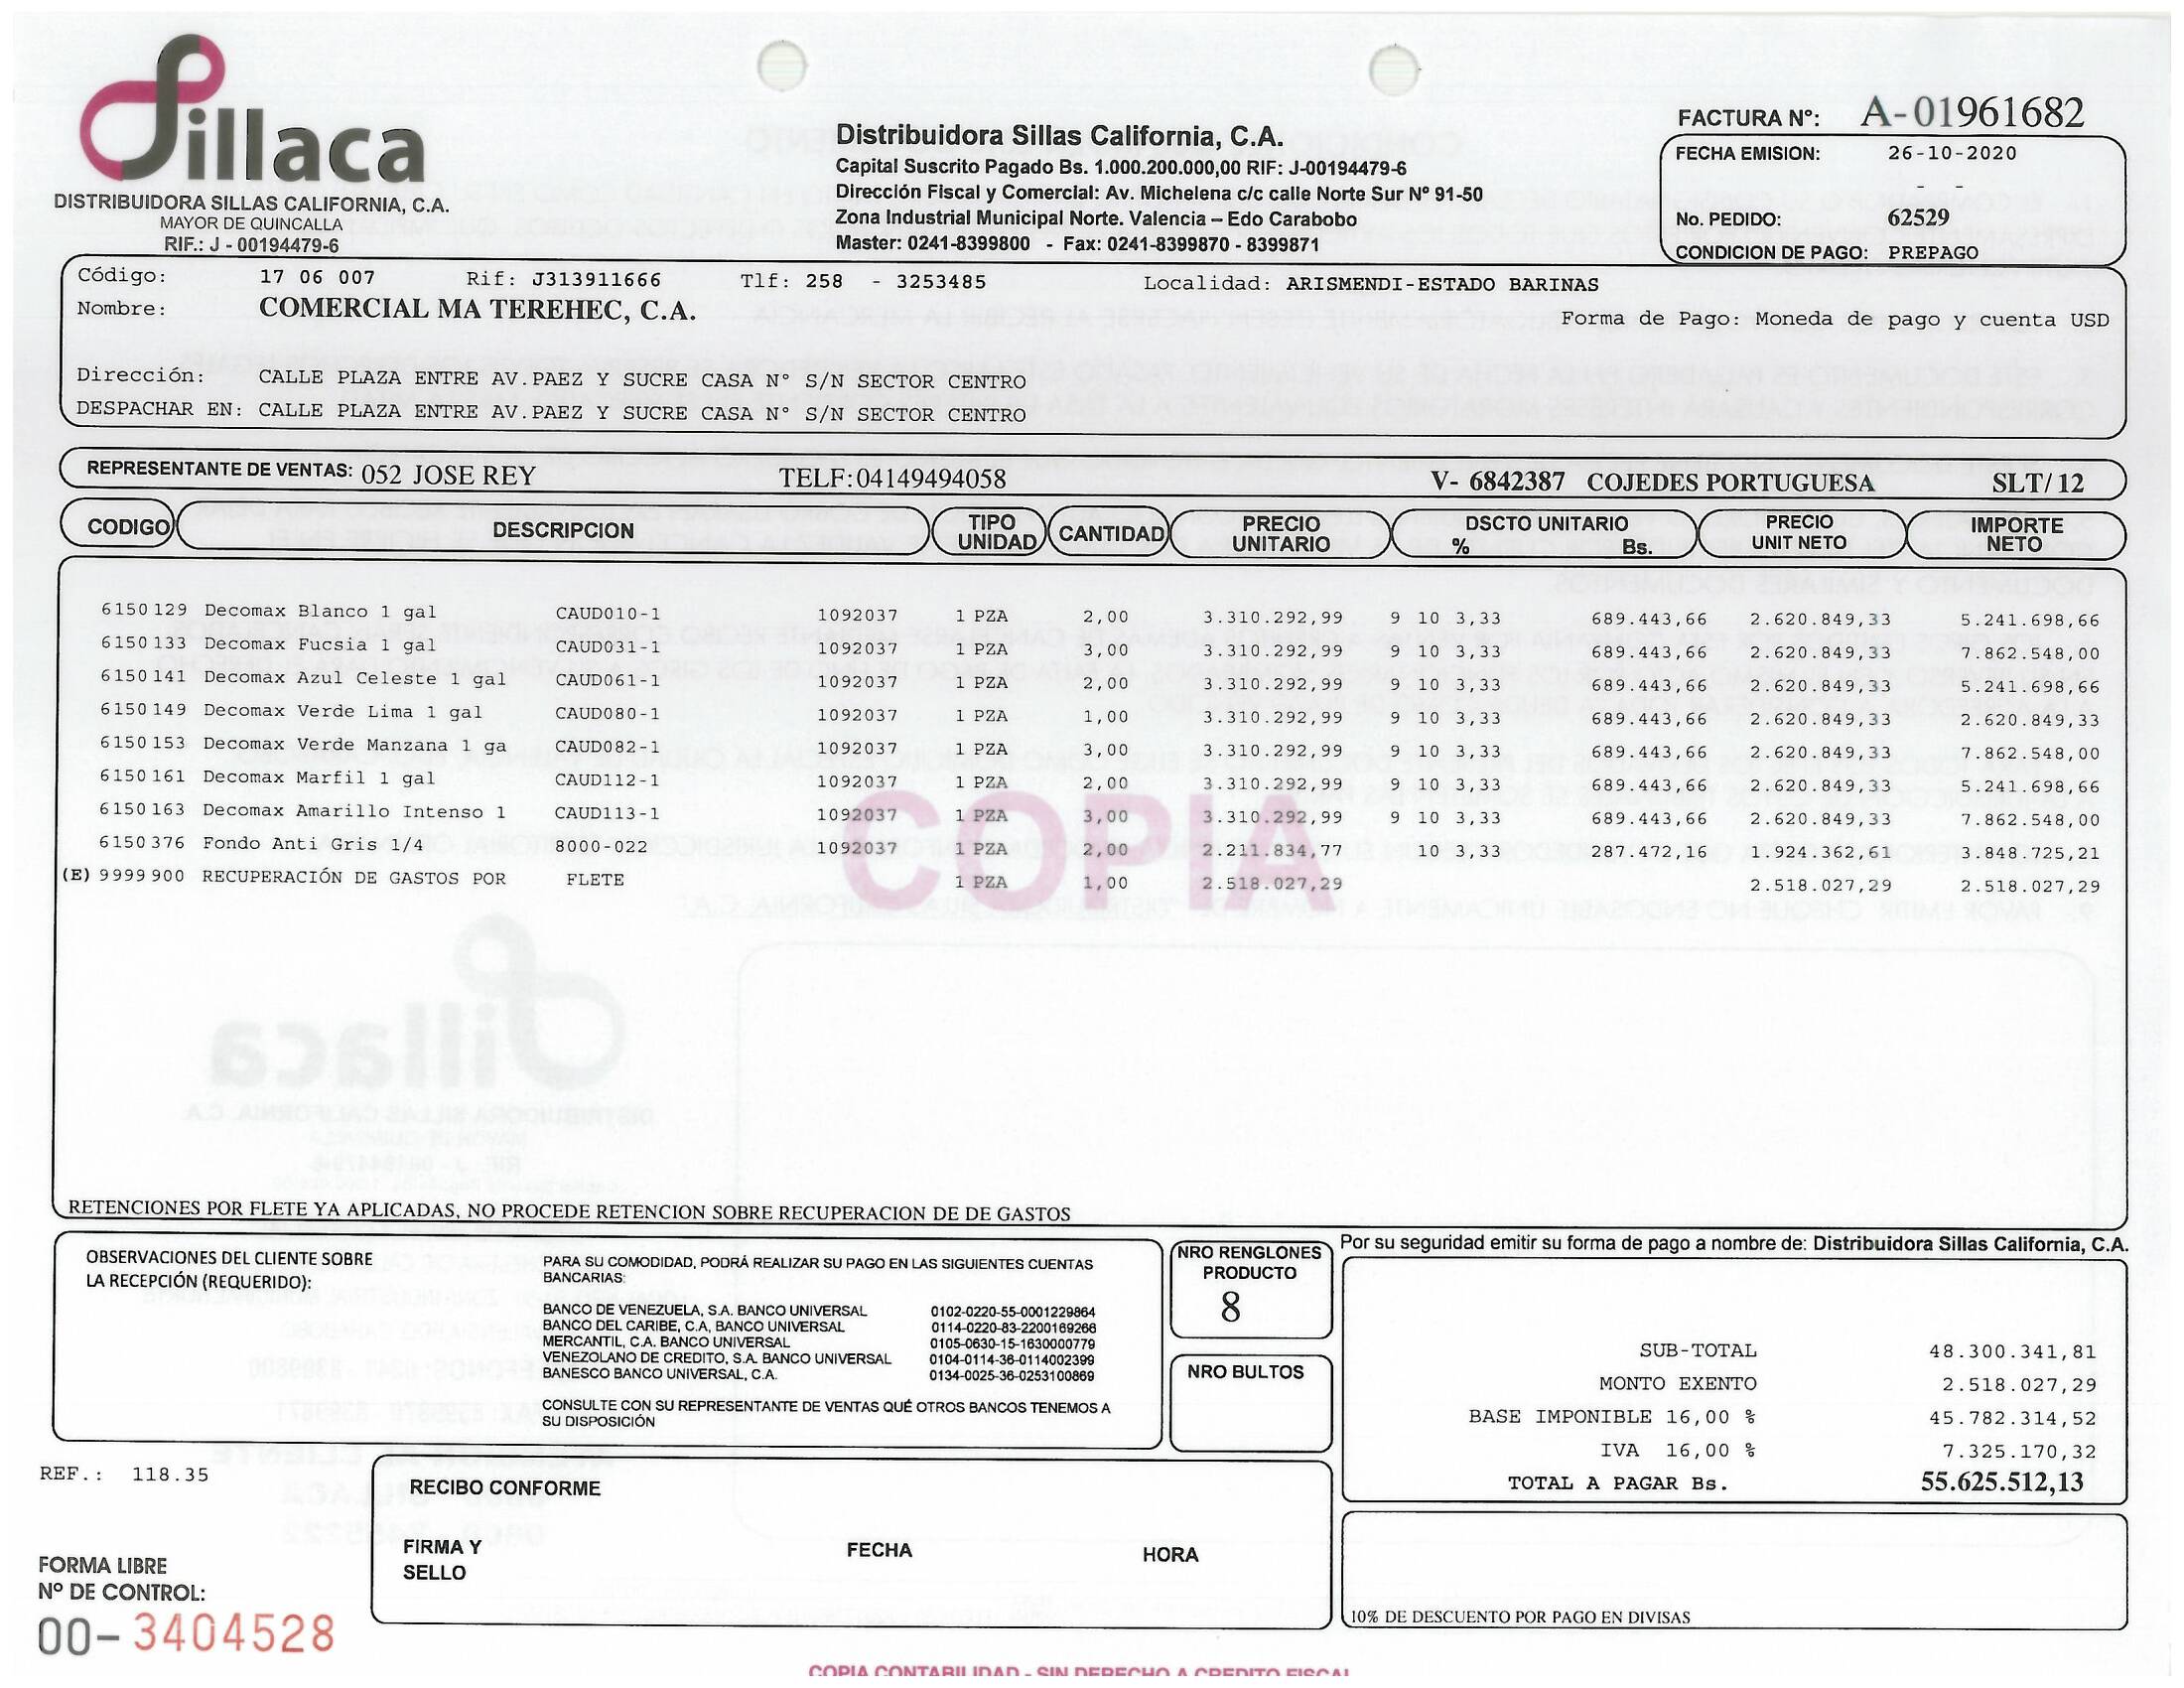 Sillaca
DISTRIBUIDORA SILLAS CALIFORNIA, C.A.
MAYOR DE QUINCALLA
RIF.: J - 00194479-6
Distribuidora Sillas California, C.A.
Capital Suscrito Pagado Bs. 1.000.200.000,00 RIF: J-00194479-6
Dirección Fiscal y Comercial: Av. Michelena c/c calle Norte Sur Nº 91-50
Zona Industrial Municipal Norte. Valencia – Edo Carabobo
Master: 0241-8399800 - Fax: 0241-8399870 - 8399871
FACTURA N°: A-01961682
FECHA EMISION: 26-10-2020
- -
No. PEDIDO: 62529
CONDICION DE PAGO: PREPAGO
Código: 17 06 007 Rif: J313911666 Tlf: 258 - 3253485 Localidad: ARISMENDI-ESTADO BARINAS
Nombre: COMERCIAL MA TEREHEC, C.A.
Forma de Pago: Moneda de pago y cuenta USD
Dirección: CALLE PLAZA ENTRE AV.PAEZ Y SUCRE CASA N° S/N SECTOR CENTRO
DESPACHAR EN: CALLE PLAZA ENTRE AV.PAEZ Y SUCRE CASA N° S/N SECTOR CENTRO
REPRESENTANTE DE VENTAS: 052 JOSE REY TELF:04149494058 V- 6842387 COJEDES PORTUGUESA SLT/ 12
CODIGO DESCRIPCION TIPO UNIDAD CANTIDAD PRECIO UNITARIO DSCTO UNITARIO % Bs. PRECIO UNIT NETO IMPORTE NETO
6150129 Decomax Blanco 1 gal CAUD010-1 1092037 1 PZA 2,00 3.310.292,99 9 10 3,33 689.443,66 2.620.849,33 5.241.698,66
6150133 Decomax Fucsia 1 gal CAUD031-1 1092037 1 PZA 3,00 3.310.292,99 9 10 3,33 689.443,66 2.620.849,33 7.862.548,00
6150141 Decomax Azul Celeste 1 gal CAUD061-1 1092037 1 PZA 2,00 3.310.292,99 9 10 3,33 689.443,66 2.620.849,33 5.241.698,66
6150149 Decomax Verde Lima 1 gal CAUD080-1 1092037 1 PZA 1,00 3.310.292,99 9 10 3,33 689.443,66 2.620.849,33 2.620.849,33
6150153 Decomax Verde Manzana 1 ga CAUD082-1 1092037 1 PZA 3,00 3.310.292,99 9 10 3,33 689.443,66 2.620.849,33 7.862.548,00
6150161 Decomax Marfil 1 gal CAUD112-1 1092037 1 PZA 2,00 3.310.292,99 9 10 3,33 689.443,66 2.620.849,33 5.241.698,66
6150163 Decomax Amarillo Intenso 1 CAUD113-1 1092037 1 PZA 3,00 3.310.292,99 9 10 3,33 689.443,66 2.620.849,33 7.862.548,00
6150376 Fondo Anti Gris 1/4 8000-022 1092037 1 PZA 2,00 2.211.834,77 10 3,33 287.472,16 1.924.362,61 3.848.725,21
(E) 9999900 RECUPERACIÓN DE GASTOS POR FLETE 1 PZA 1,00 2.518.027,29 2.518.027,29 2.518.027,29
COPIA
RETENCIONES POR FLETE YA APLICADAS, NO PROCEDE RETENCION SOBRE RECUPERACION DE DE GASTOS
OBSERVACIONES DEL CLIENTE SOBRE
LA RECEPCIÓN (REQUERIDO):
PARA SU COMODIDAD, PODRÁ REALIZAR SU PAGO EN LAS SIGUIENTES CUENTAS
BANCARIAS:
BANCO DE VENEZUELA, S.A. BANCO UNIVERSAL 0102-0220-55-0001229864
BANCO DEL CARIBE, C.A, BANCO UNIVERSAL 0114-0220-83-2200169266
MERCANTIL, C.A. BANCO UNIVERSAL 0105-0630-15-1630000779
VENEZOLANO DE CREDITO, S.A. BANCO UNIVERSAL 0104-0114-36-0114002399
BANESCO BANCO UNIVERSAL, C.A. 0134-0025-36-0253100869
CONSULTE CON SU REPRESENTANTE DE VENTAS QUÉ OTROS BANCOS TENEMOS A
SU DISPOSICIÓN
NRO RENGLONES
PRODUCTO
8
NRO BULTOS
Por su seguridad emitir su forma de pago a nombre de: Distribuidora Sillas California, C.A.
SUB-TOTAL 48.300.341,81
MONTO EXENTO 2.518.027,29
BASE IMPONIBLE 16,00 % 45.782.314,52
IVA 16,00 % 7.325.170,32
TOTAL A PAGAR Bs. 55.625.512,13
REF.: 118.35
RECIBO CONFORME
FIRMA Y
SELLO
FECHA
HORA
10% DE DESCUENTO POR PAGO EN DIVISAS
FORMA LIBRE
Nº DE CONTROL:
00-3404528
COPIA CONTABILIDAD - SIN DERECHO A CREDITO FISCAL